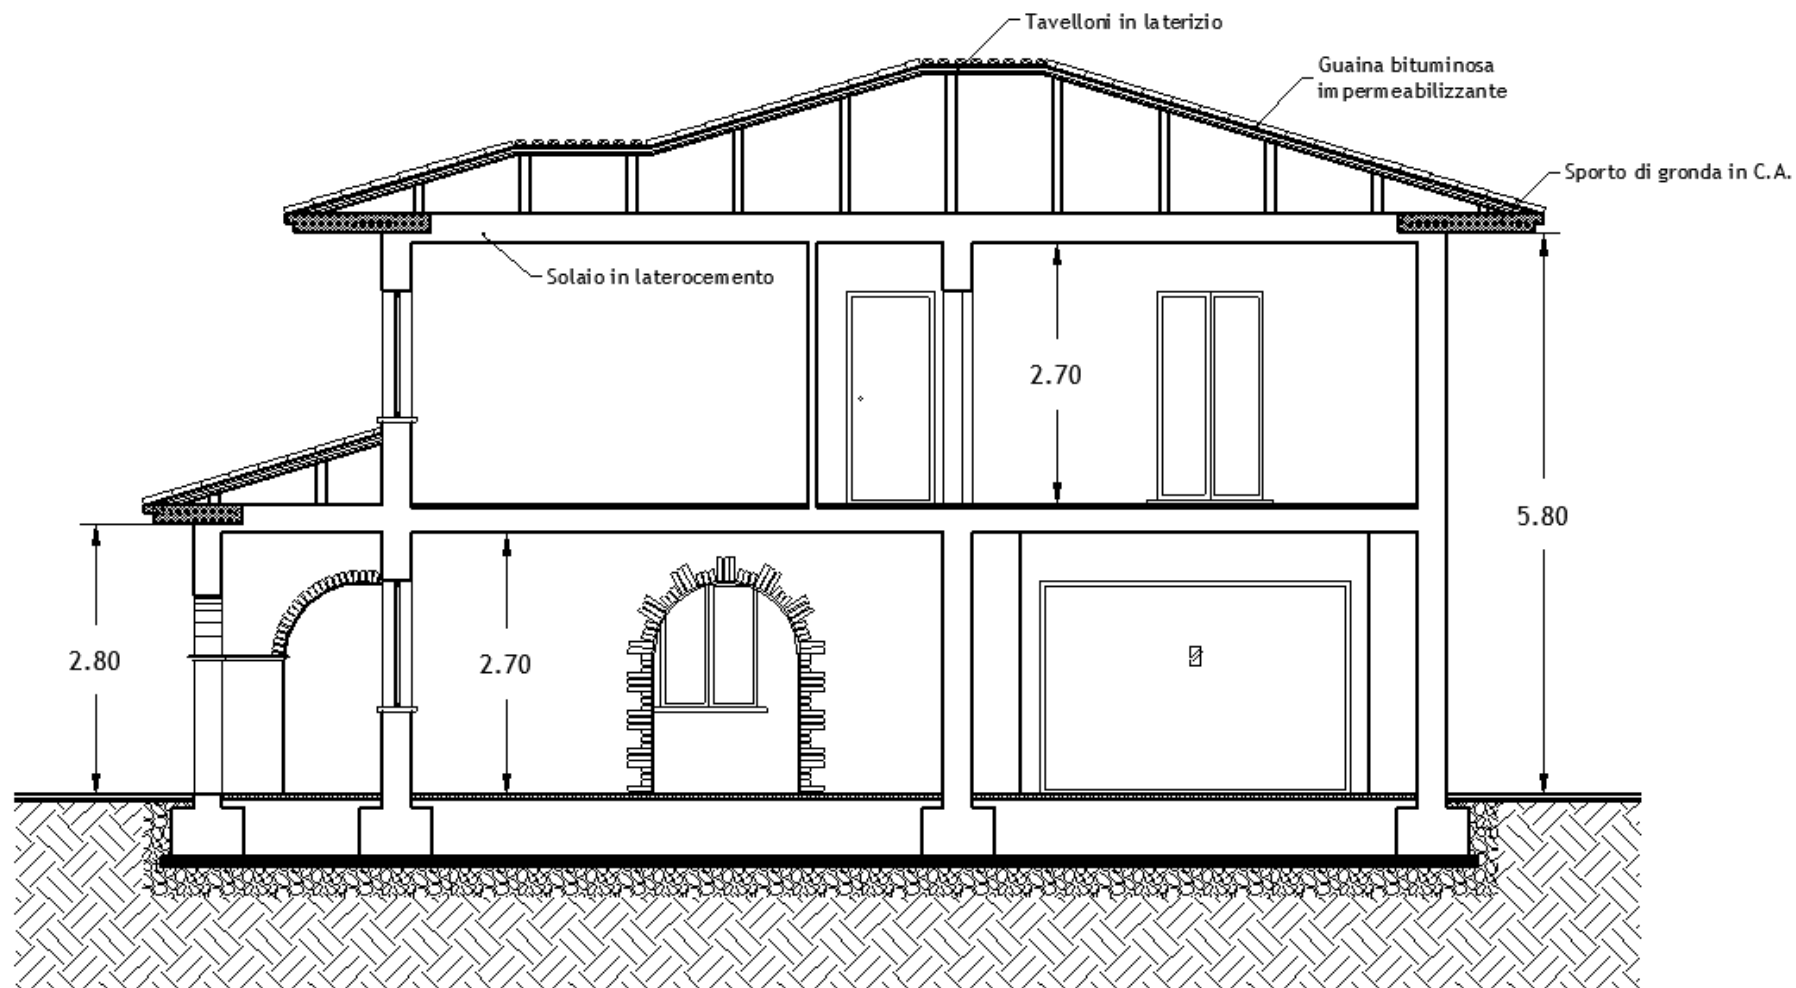 Tavelloni in laterizio
Guaina bituminosa
impermeabilizzante
Sporto di gronda in C.A.
Solaio in laterocemento
2.70
5.80
2.80
2.70